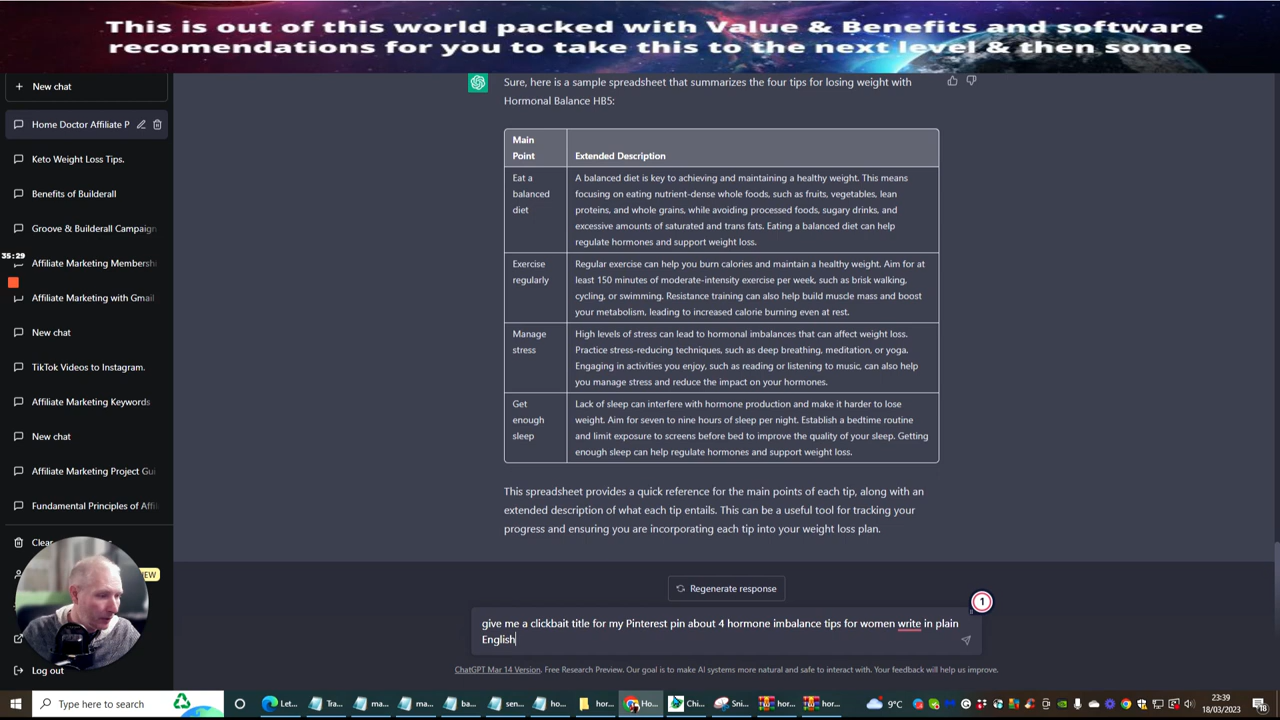 This is out of this world packed with Value & Benefits and software
recomendations for you to take this to the next level & then some
New chat
Home Doctor Affiliate P
Keto Weight Loss Tips.
Benefits of Builderall
Groove & Builderall Campaign
35:29
Affiliate Marketing Membershi
Affiliate Marketing with Gmail
New chat
TikTok Videos to Instagram.
Affiliate Marketing Keywords
New chat
Affiliate Marketing Project Gui
Fundamental Principles of Affi
Clear
NEW
Log out
Sure, here is a sample spreadsheet that summarizes the four tips for losing weight with
Hormonal Balance HB5:
Main
Point
Extended Description
Eat a
balanced
diet
A balanced diet is key to achieving and maintaining a healthy weight. This means
focusing on eating nutrient-dense whole foods, such as fruits, vegetables, lean
proteins, and whole grains, while avoiding processed foods, sugary drinks, and
excessive amounts of saturated and trans fats. Eating a balanced diet can help
regulate hormones and support weight loss.
Exercise
regularly
Regular exercise can help you burn calories and maintain a healthy weight. Aim for at
least 150 minutes of moderate-intensity exercise per week, such as brisk walking,
cycling, or swimming. Resistance training can also help build muscle mass and boost
your metabolism, leading to increased calorie burning even at rest.
Manage
stress
High levels of stress can lead to hormonal imbalances that can affect weight loss.
Practice stress-reducing techniques, such as deep breathing, meditation, or yoga.
Engaging in activities you enjoy, such as reading or listening to music, can also help
you manage stress and reduce the impact on your hormones.
Get
enough
sleep
Lack of sleep can interfere with hormone production and make it harder to lose
weight. Aim for seven to nine hours of sleep per night. Establish a bedtime routine
and limit exposure to screens before bed to improve the quality of your sleep. Getting
enough sleep can help regulate hormones and support weight loss.
This spreadsheet provides a quick reference for the main points of each tip, along with an
extended description of what each tip entails. This can be a useful tool for tracking your
progress and ensuring you are incorporating each tip into your weight loss plan.
Regenerate response
1
give me a clickbait title for my Pinterest pin about 4 hormone imbalance tips for women write in plain
English
ChatGPT Mar 14 Version. Free Research Preview. Our goal is to make AI systems more natural and safe to interact with. Your feedback will help us improve.
Type here to search
Let...
Tra...
ma...
ma...
ba...
sen...
ho...
hor...
Ho...
Chi...
Sni...
hor...
hor...
9°C
23:39
18/03/2023